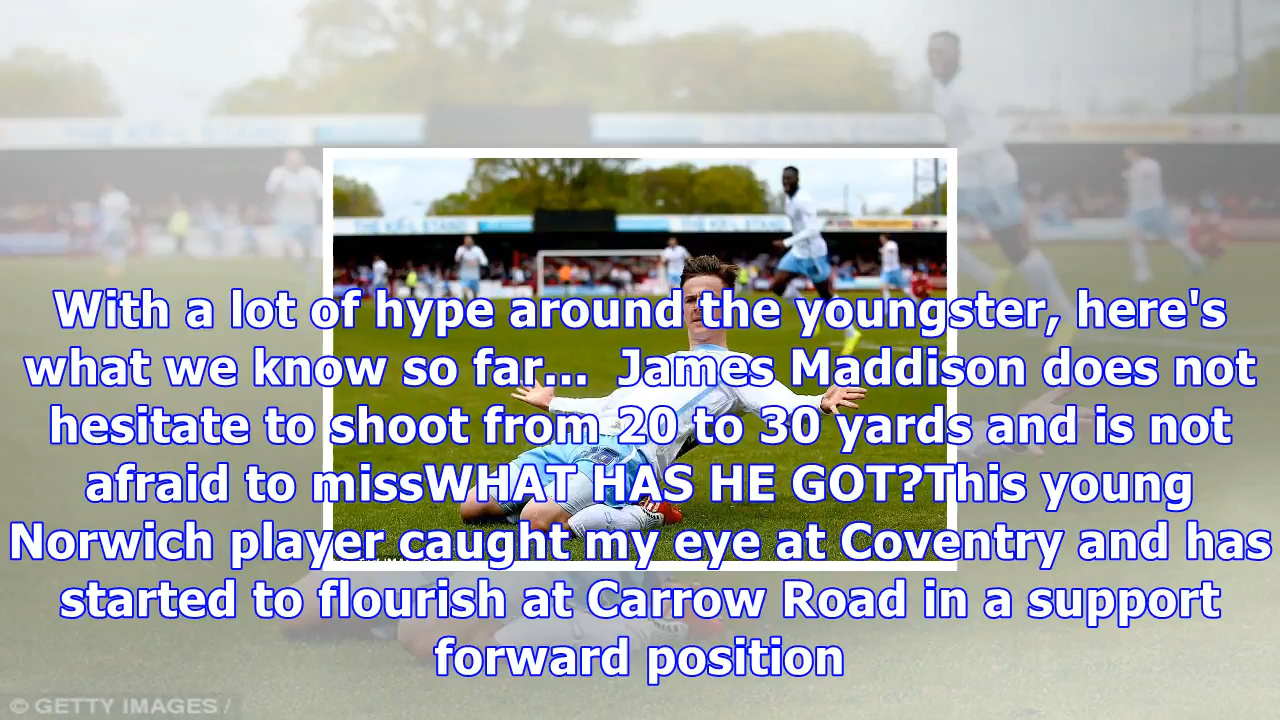 With a lot of hype around the youngster, here's
what we know so far... James Maddison does not
hesitate to shoot from 20 to 30 yards and is not
afraid to missWHAT HAS HE GOT?This young
Norwich player caught my eye at Coventry and has
started to flourish at Carrow Road in a support
forward position
© GETTY IMAGES /